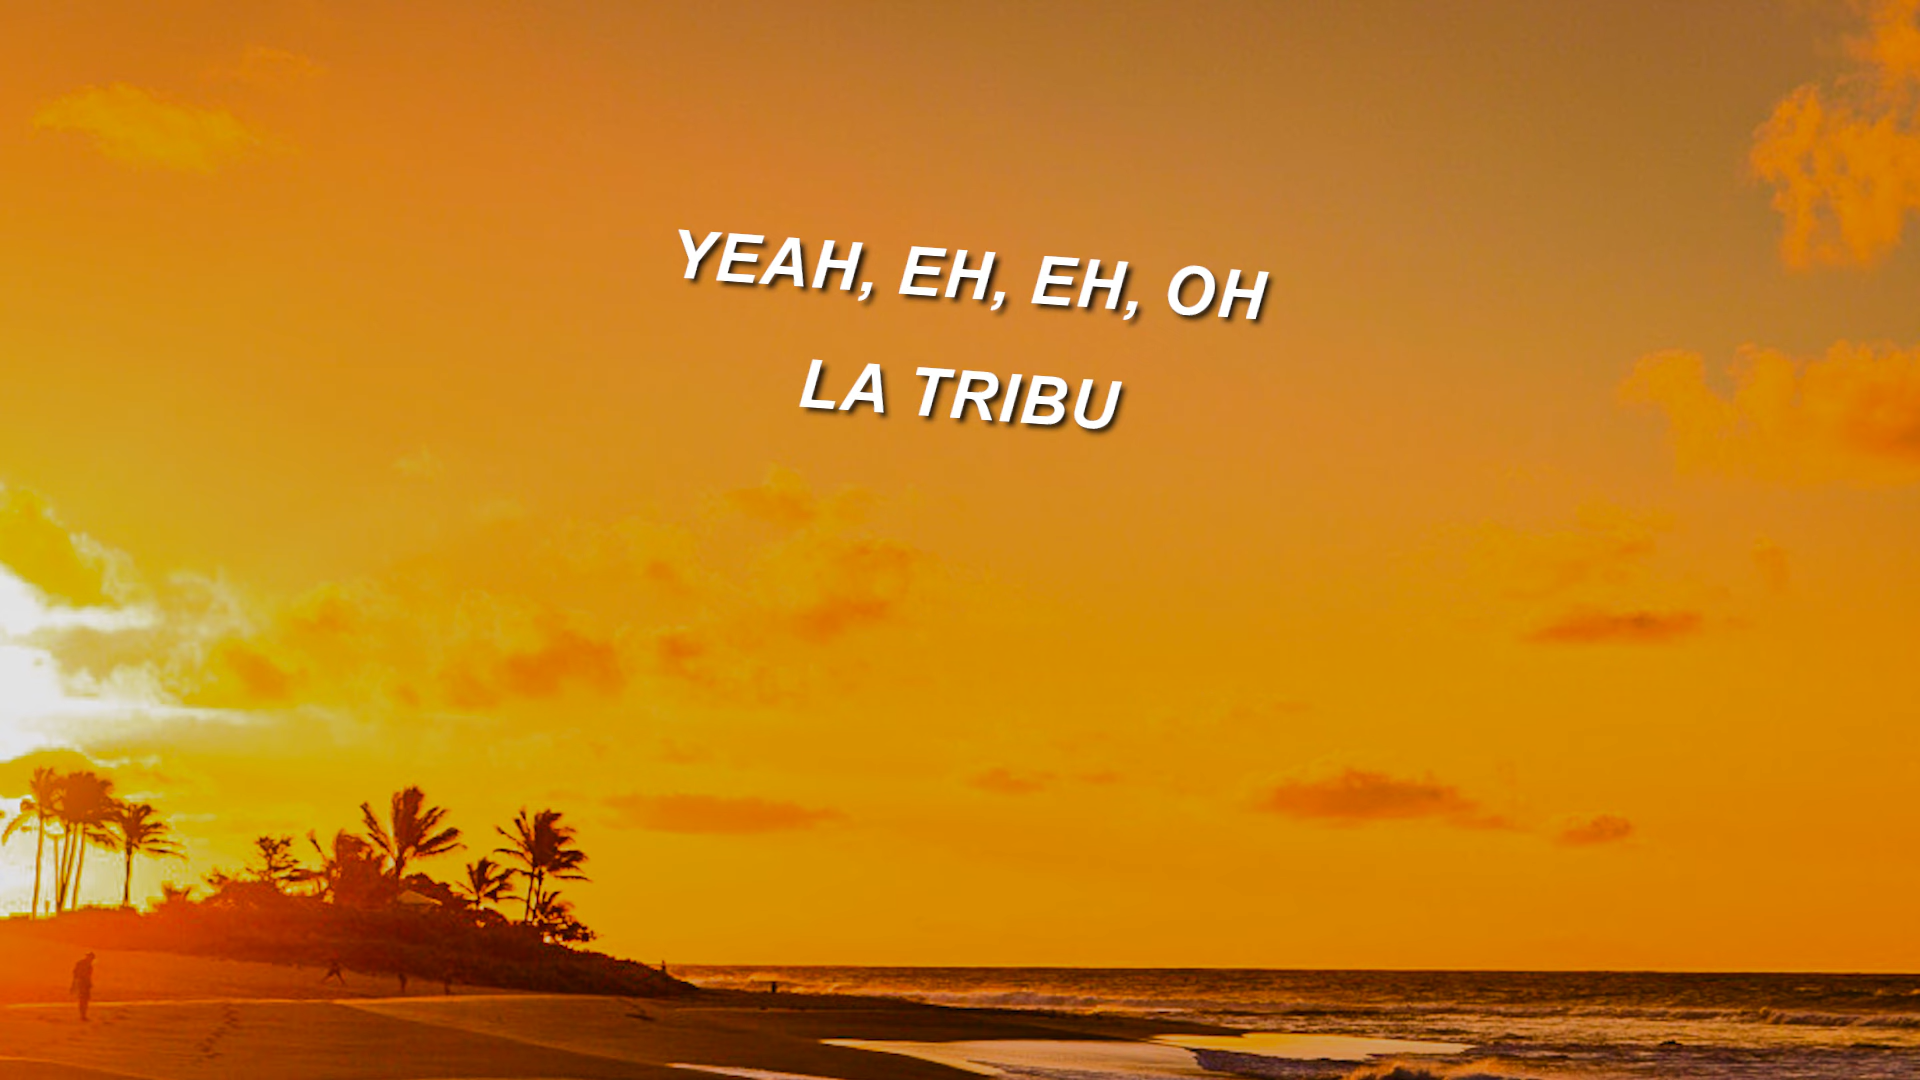 YEAH, EH, EH, OH
LA TRIBU